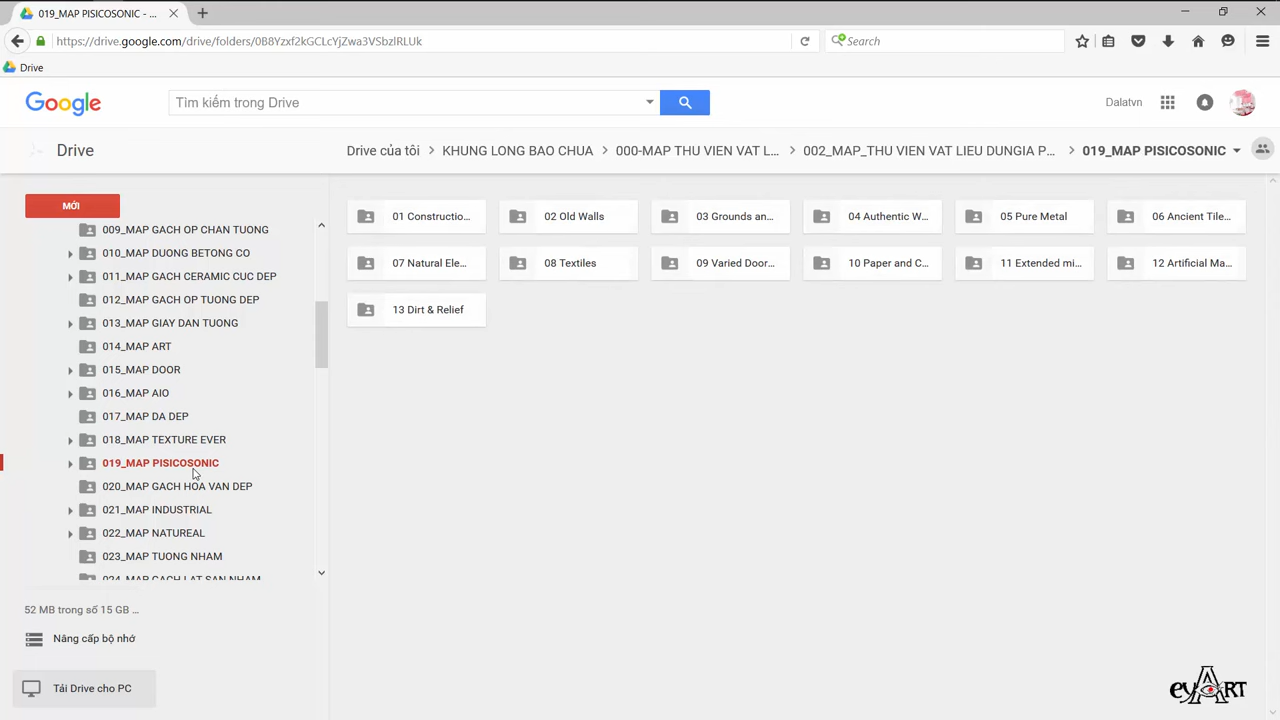 019_MAP PISICOSONIC - ...
https://drive.google.com/drive/folders/0B8Yzxf2kGCLcYjZwa3VSbzlRLUk
Search
Drive
Google
Tìm kiếm trong Drive
Dalatvn
Drive
Drive của tôi
KHUNG LONG BAO CHUA
000-MAP THU VIEN VAT L...
002_MAP_THU VIEN VAT LIEU DUNGIA P...
019_MAP PISICOSONIC
MỚI
009_MAP GACH OP CHAN TUONG
010_MAP DUONG BETONG CO
011_MAP GACH CERAMIC CUC DEP
012_MAP GACH OP TUONG DEP
013_MAP GIAY DAN TUONG
014_MAP ART
015_MAP DOOR
016_MAP AIO
017_MAP DA DEP
018_MAP TEXTURE EVER
019_MAP PISICOSONIC
020_MAP GACH HOA VAN DEP
021_MAP INDUSTRIAL
022_MAP NATUREAL
023_MAP TUONG NHAM
024_MAP GACH LAT SAN NHAM
01 Constructio...
02 Old Walls
03 Grounds an...
04 Authentic W...
05 Pure Metal
06 Ancient Tile...
07 Natural Ele...
08 Textiles
09 Varied Door...
10 Paper and C...
11 Extended mi...
12 Artificial Ma...
13 Dirt & Relief
52 MB trong số 15 GB ...
Nâng cấp bộ nhớ
Tải Drive cho PC
eyART